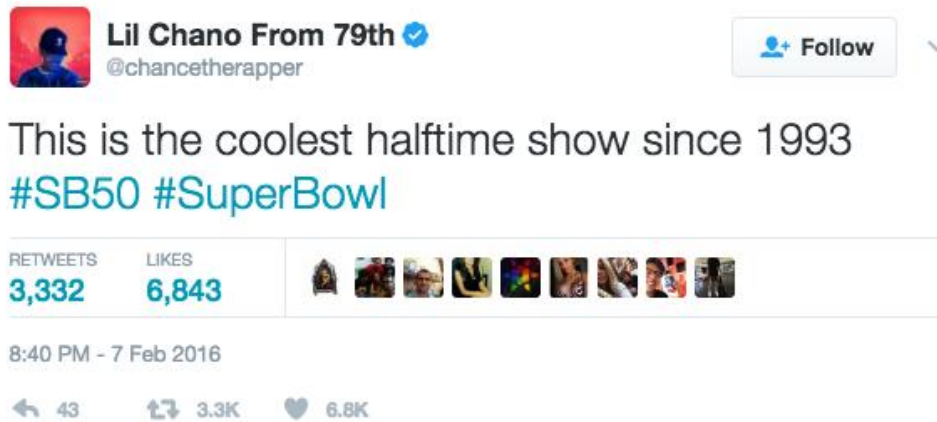 Lil Chano From 79th
@chancetherapper
Follow
This is the coolest halftime show since 1993
#SB50 #SuperBowl
RETWEETS LIKES
3,332 6,843
8:40 PM - 7 Feb 2016
43 3.3K 6.8K